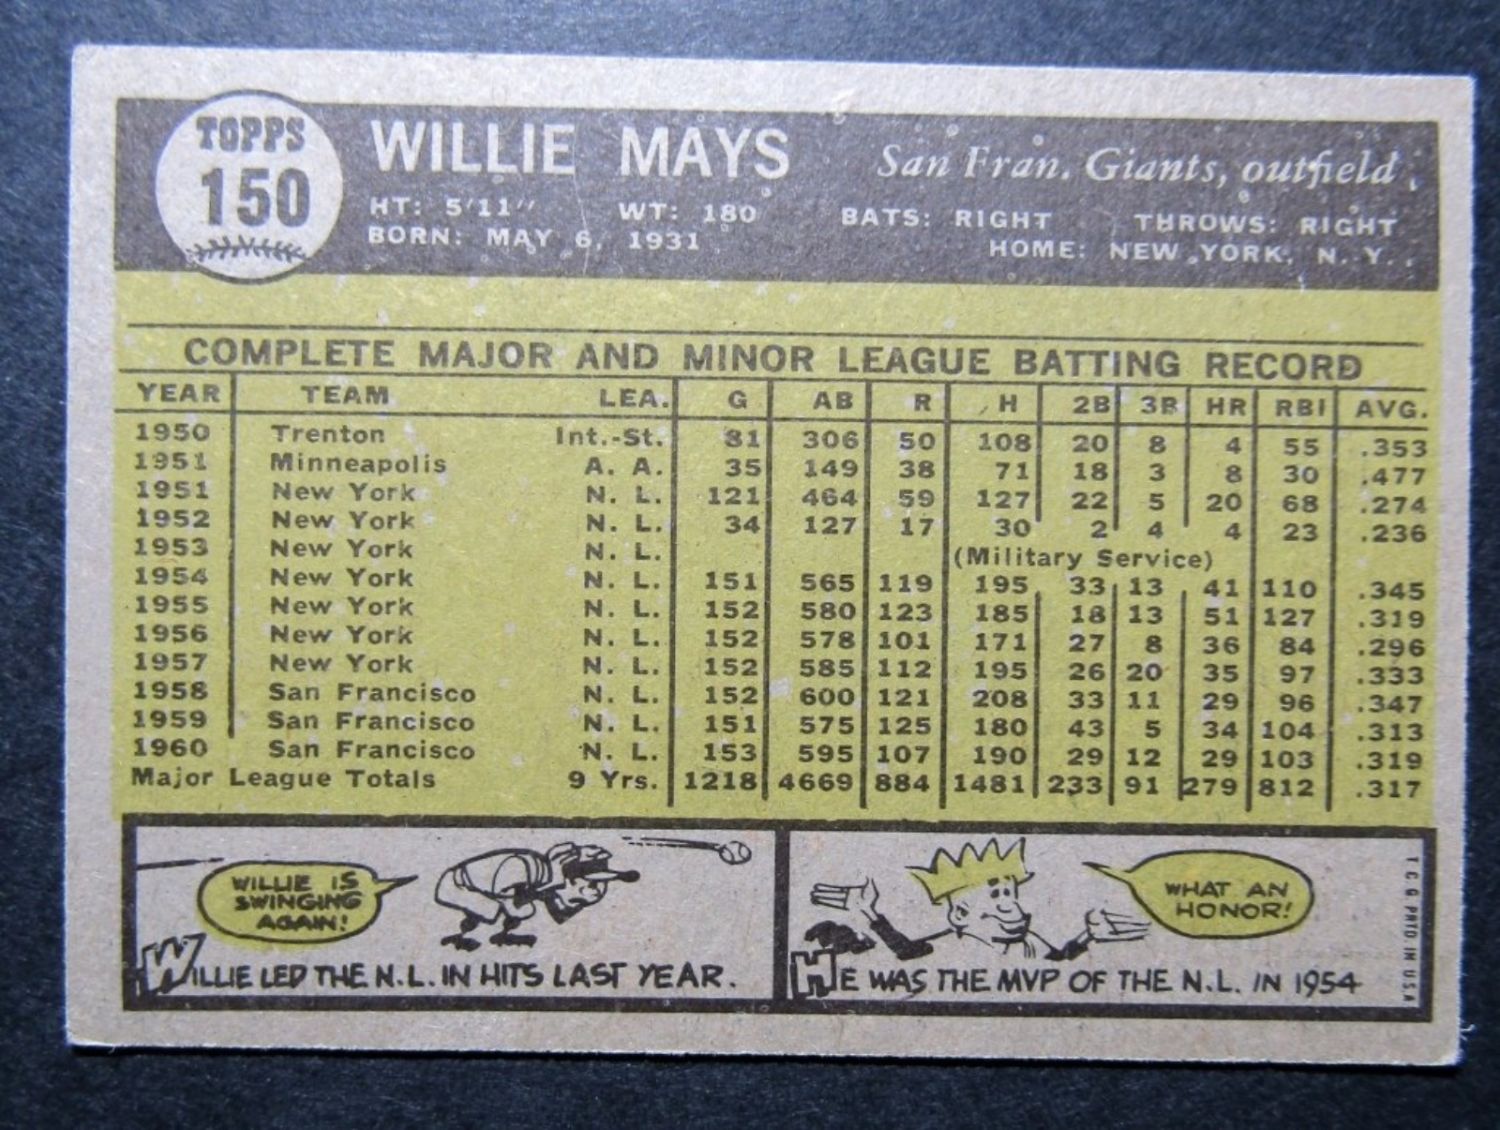 TOPPS
150
WILLIE MAYS
San Fran. Giants, outfield
HT: 5'11" WT: 180 BATS: RIGHT THROWS: RIGHT
BORN: MAY 6, 1931 HOME: NEW YORK, N. Y.
COMPLETE MAJOR AND MINOR LEAGUE BATTING RECORD
YEAR TEAM LEA. G AB R H 2B 3B HR RBI AVG.
1950 Trenton Int.-St. 81 306 50 108 20 8 4 55 .353
1951 Minneapolis A. A. 35 149 38 71 18 3 8 30 .477
1951 New York N. L. 121 464 59 127 22 5 20 68 .274
1952 New York N. L. 34 127 17 30 2 4 4 23 .236
1953 New York N. L. (Military Service)
1954 New York N. L. 151 565 119 195 33 13 41 110 .345
1955 New York N. L. 152 580 123 185 18 13 51 127 .319
1956 New York N. L. 152 578 101 171 27 8 36 84 .296
1957 New York N. L. 152 585 112 195 26 20 35 97 .333
1958 San Francisco N. L. 152 600 121 208 33 11 29 96 .347
1959 San Francisco N. L. 151 575 125 180 43 5 34 104 .313
1960 San Francisco N. L. 153 595 107 190 29 12 29 103 .319
Major League Totals 9 Yrs. 1218 4669 884 1481 233 91 279 812 .317
WILLIE IS
SWINGING
AGAIN!
WILLIE LED THE N.L. IN HITS LAST YEAR.
WHAT AN
HONOR!
HE WAS THE MVP OF THE N.L. IN 1954
T C G PRTD IN USA